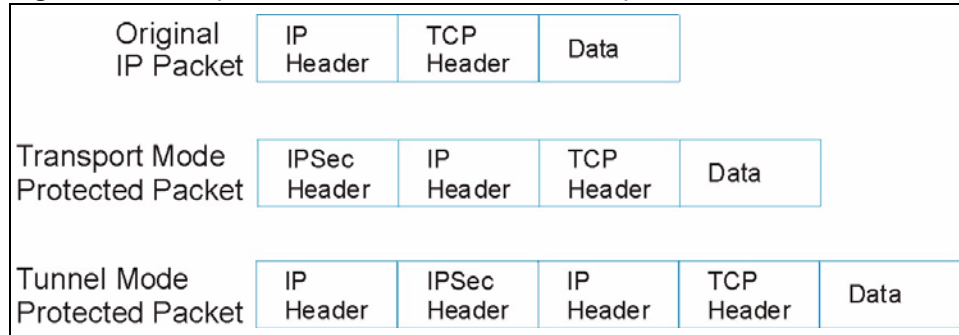 Original
IP Packet
IP
Header
TCP
Header
Data
Transport Mode
Protected Packet
IPSec
Header
IP
Header
TCP
Header
Data
Tunnel Mode
Protected Packet
IP
Header
IPSec
Header
IP
Header
TCP
Header
Data